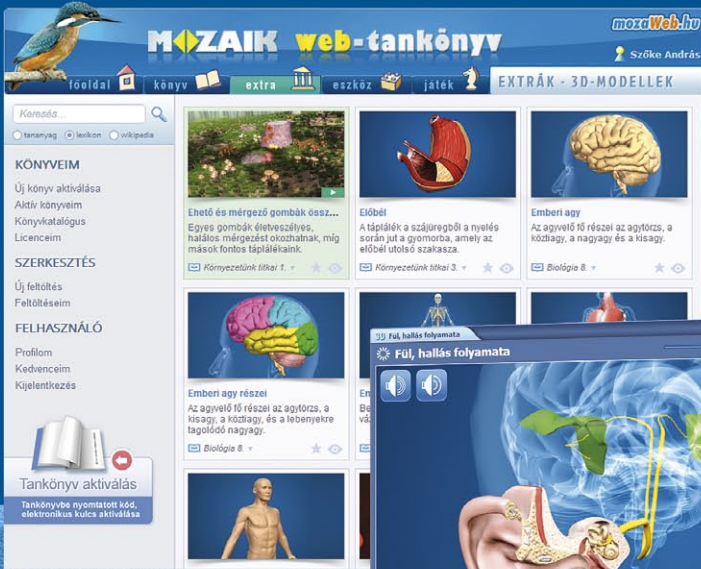 mozaWeb.hu
MOZAIK web-tankönyv
Szőke András
főoldal könyv extra eszköz játék EXTRÁK - 3D-MODELLEK
Keresés...
tananyag lexikon wikipedia
KÖNYVEIM
Új könyv aktiválása
Aktív könyveim
Könyvkatalógus
Licenceim
SZERKESZTÉS
Új feltöltés
Feltöltéseim
FELHASZNÁLÓ
Profilom
Kedvenceim
Kijelentkezés
Tankönyv aktiválás
Tankönyvbe nyomtatott kód,
elektronikus kulcs aktiválása
Ehető és mérgező gombák össz...
Egyes gombák életveszélyes,
halálos mérgezést okozhatnak, míg
mások fontos táplálékaink.
Környezetünk titkai 1.
Előbél
A táplálék a szájüregből a nyelés
során jut a gyomorba, amely az
előbél utolsó szakasza.
Környezetünk titkai 3.
Emberi agy
Az agyvelő fő részei az agytörzs, a
köztiagy, a nagyagy és a kisagy.
Biológia 8.
Emberi agy részei
Az agyvelő fő részei az agytörzs, a
kisagy, a köztiagy, és a lebenyekre
tagolódó nagyagy.
Biológia 8.
Fül, hallás folyamata
Fül, hallás folyamata